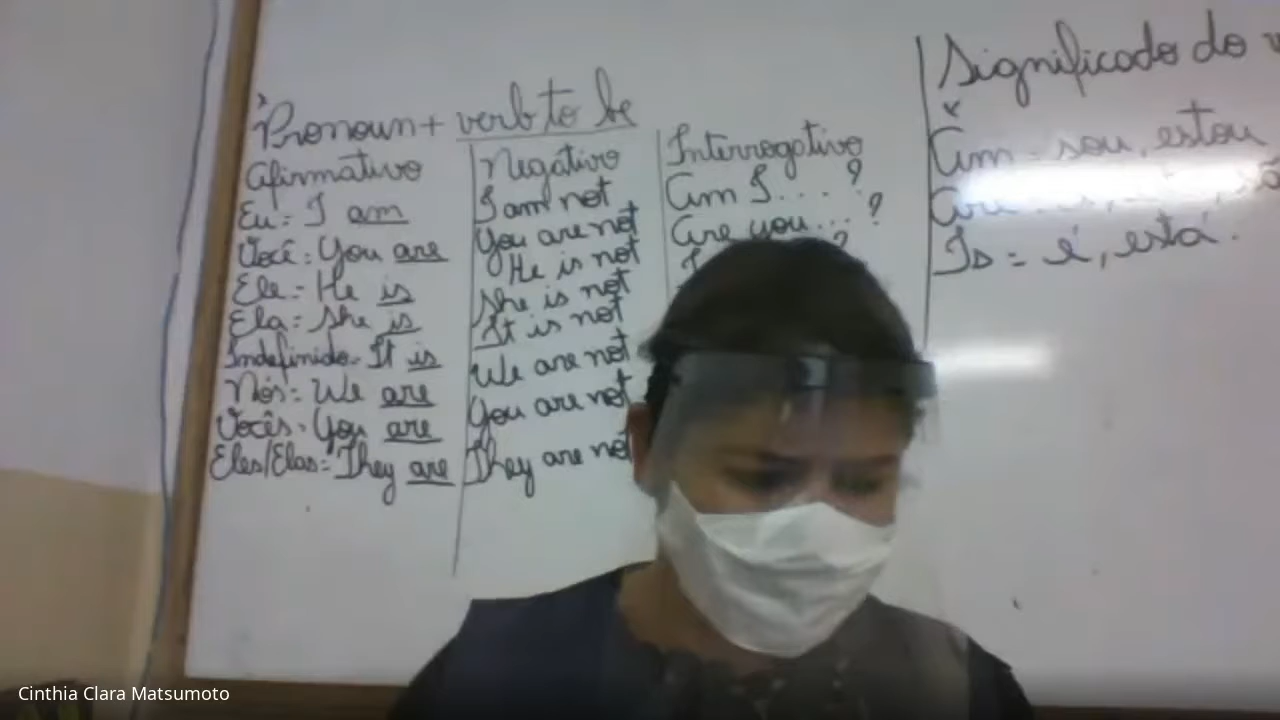 Pronoun + verb to be
Afirmativo
Eu: I am
Você: You are
Ele: He is
Ela: She is
Indefinido: It is
Nós: We are
Vocês: You are
Eles/Elas: They are
Negativo
I am not
You are not
He is not
She is not
It is not
We are not
You are not
They are not
Interrogativo
Am I....?
Are you...?
?
Significado do
Am - sou, estou
Are
Is = é, está.
Cinthia Clara Matsumoto